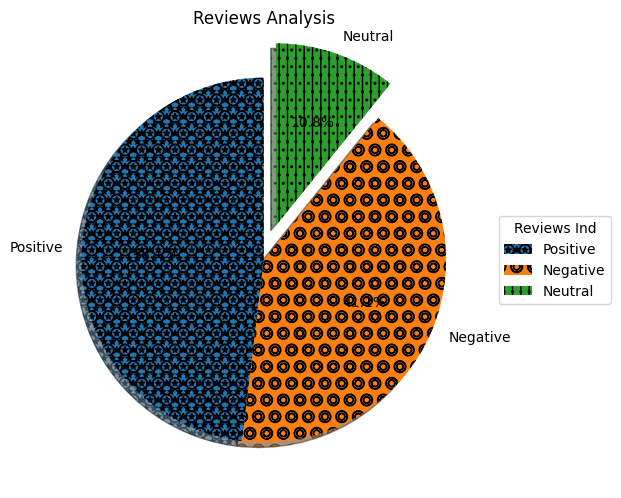 Reviews Analysis
Neutral
10.8%
Positive
Negative
Reviews Ind
Positive
Negative
Neutral